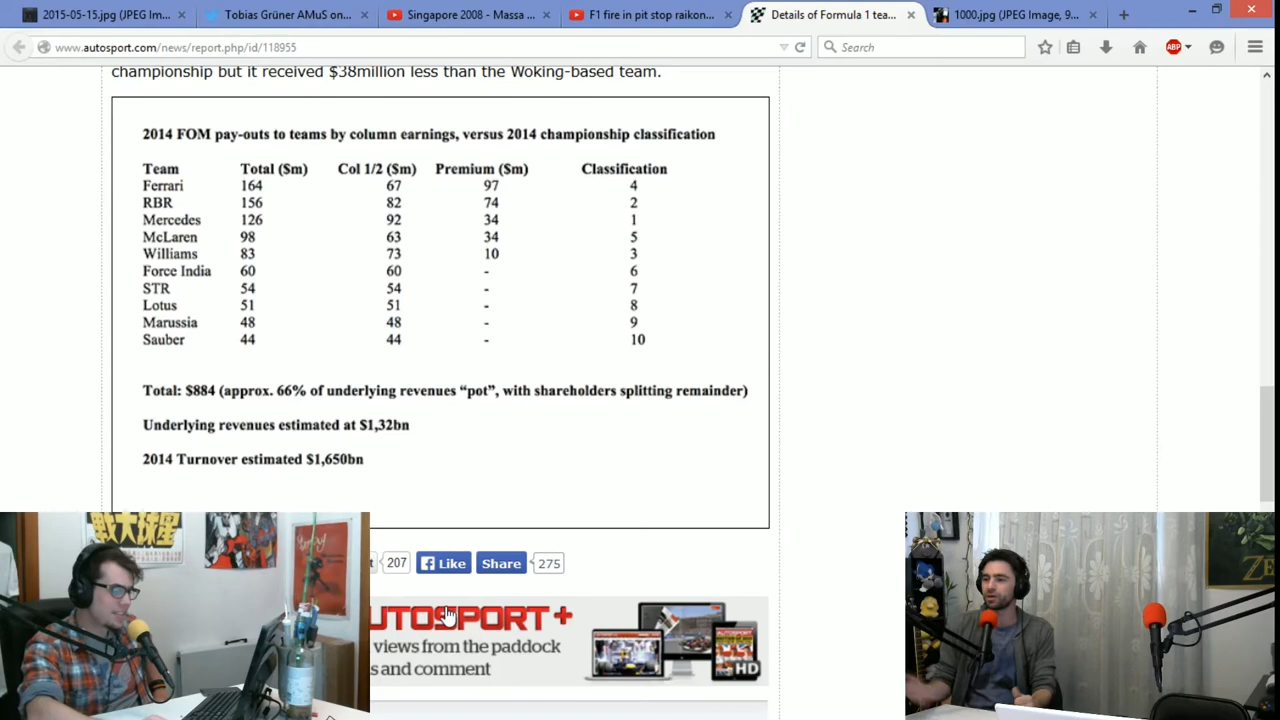 2015-05-15.jpg (JPEG Im...
Tobias Grüner AMuS on...
Singapore 2008 - Massa ...
F1 fire in pit stop raikon...
Details of Formula 1 tea...
1000.jpg (JPEG Image, 9...
www.autosport.com/news/report.php/id/118955
Search
ABP
championship but it received $38million less than the Woking-based team.
2014 FOM pay-outs to teams by column earnings, versus 2014 championship classification
Team Total ($m) Col 1/2 ($m) Premium ($m) Classification
Ferrari 164 67 97 4
RBR 156 82 74 2
Mercedes 126 92 34 1
McLaren 98 63 34 5
Williams 83 73 10 3
Force India 60 60 - 6
STR 54 54 - 7
Lotus 51 51 - 8
Marussia 48 48 - 9
Sauber 44 44 - 10
Total: $884 (approx. 66% of underlying revenues “pot”, with shareholders splitting remainder)
Underlying revenues estimated at $1,32bn
2014 Turnover estimated $1,650bn
207 Like Share 275
AUTOSPORT+
views from the paddock
s and comment
HD